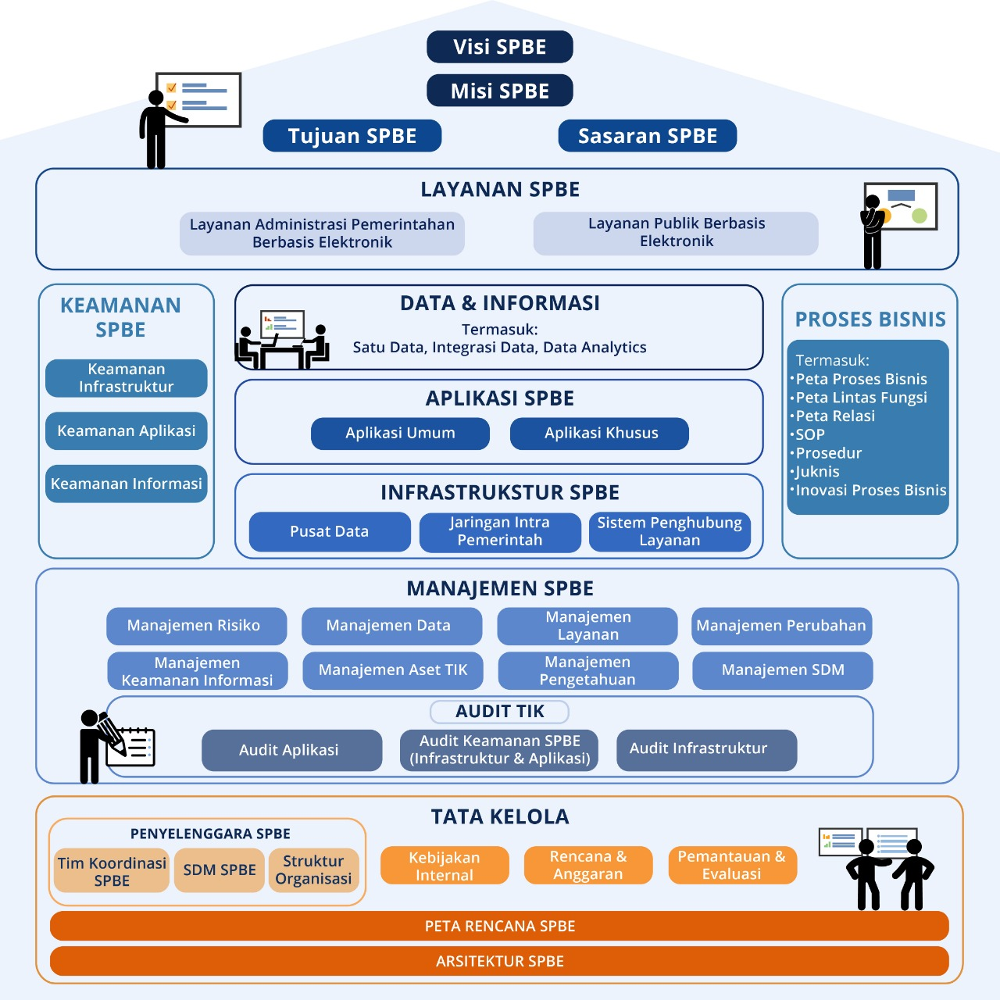 Visi SPBE
Misi SPBE
Tujuan SPBE
Sasaran SPBE
LAYANAN SPBE
Layanan Administrasi Pemerintahan
Berbasis Elektronik
Layanan Publik Berbasis
Elektronik
KEAMANAN
SPBE
Keamanan
Infrastruktur
Keamanan Aplikasi
Keamanan Informasi
DATA & INFORMASI
Termasuk:
Satu Data, Integrasi Data, Data Analytics
APLIKASI SPBE
Aplikasi Umum
Aplikasi Khusus
INFRASTRUKSTUR SPBE
Pusat Data
Jaringan Intra
Pemerintah
Sistem Penghubung
Layanan
PROSES BISNIS
Termasuk:
•Peta Proses Bisnis
•Peta Lintas Fungsi
•Peta Relasi
•SOP
•Prosedur
•Juknis
•Inovasi Proses Bisnis
MANAJEMEN SPBE
Manajemen Risiko
Manajemen Data
Manajemen
Layanan
Manajemen Perubahan
Manajemen
Keamanan Informasi
Manajemen Aset TIK
Manajemen
Pengetahuan
Manajemen SDM
AUDIT TIK
Audit Aplikasi
Audit Keamanan SPBE
(Infrastruktur & Aplikasi)
Audit Infrastruktur
TATA KELOLA
PENYELENGGARA SPBE
Tim Koordinasi
SPBE
SDM SPBE
Struktur
Organisasi
Kebijakan
Internal
Rencana &
Anggaran
Pemantauan &
Evaluasi
PETA RENCANA SPBE
ARSITEKTUR SPBE